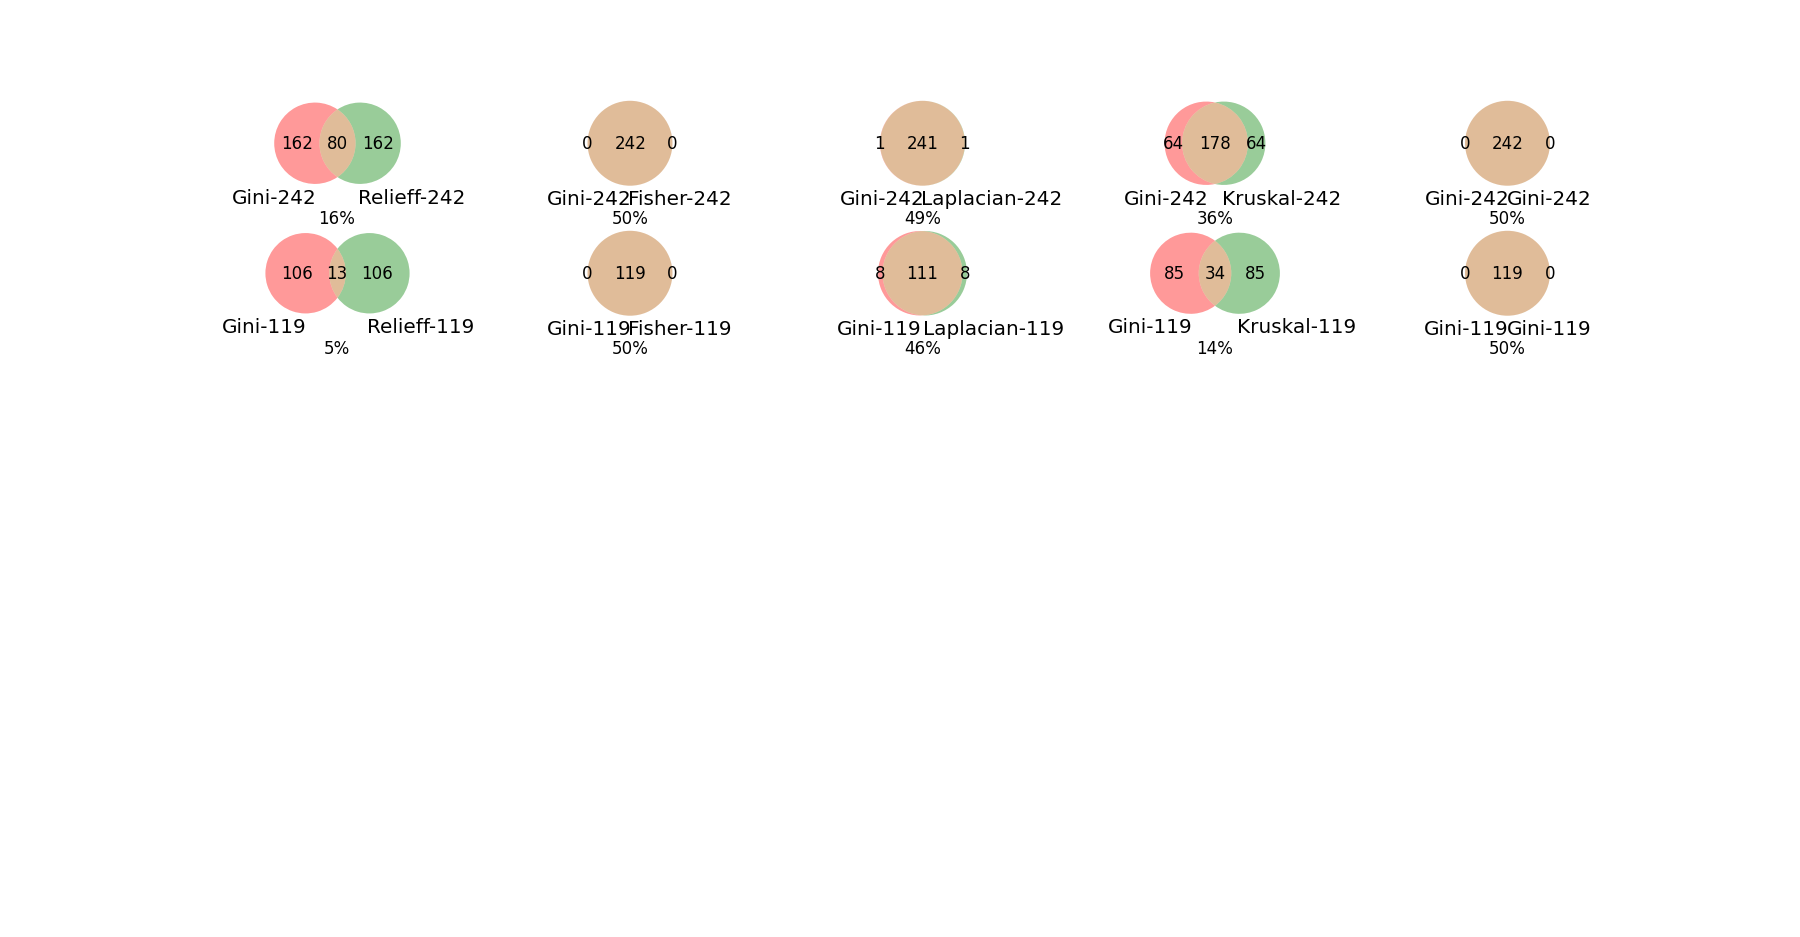 162 80 162 0 242 0 1 241 1 64 178 64 0 242 0
Gini-242 Relieff-242 Gini-242 Fisher-242 Gini-242 Laplacian-242 Gini-242 Kruskal-242 Gini-242 Gini-242
16% 50% 49% 36% 50%
106 13 106 0 119 0 8 111 8 85 34 85 0 119 0
Gini-119 Relieff-119 Gini-119 Fisher-119 Gini-119 Laplacian-119 Gini-119 Kruskal-119 Gini-119 Gini-119
5% 50% 46% 14% 50%